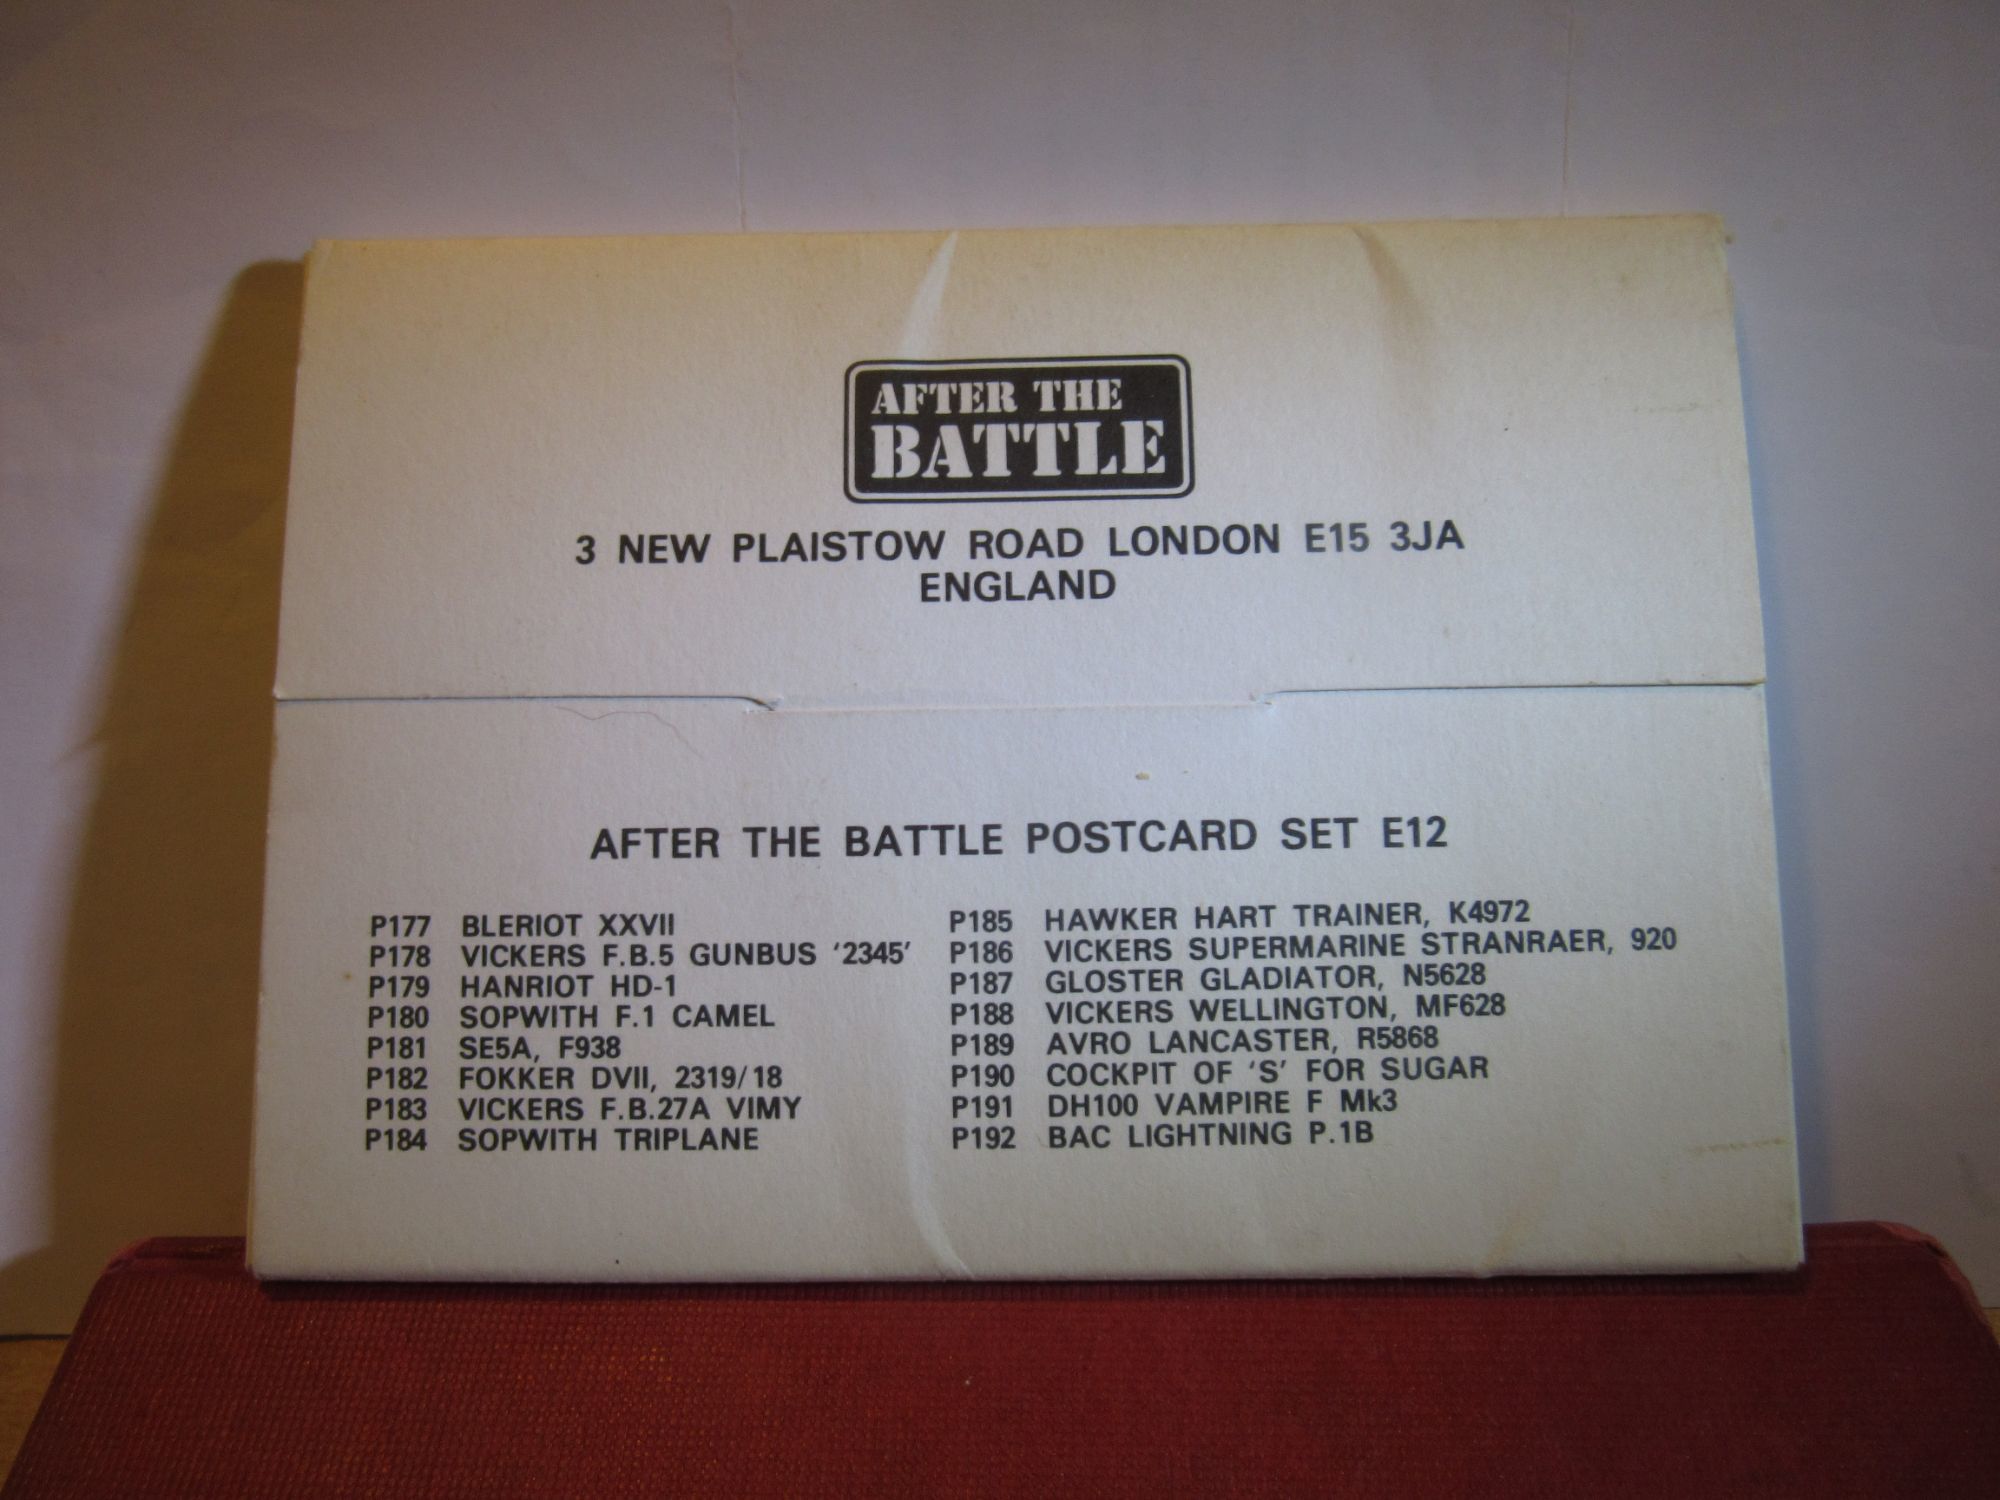 AFTER THE
BATTLE
3 NEW PLAISTOW ROAD LONDON E15 3JA
ENGLAND
AFTER THE BATTLE POSTCARD SET E12
P177 BLERIOT XXVII
P178 VICKERS F.B.5 GUNBUS ‘2345’
P179 HANRIOT HD-1
P180 SOPWITH F.1 CAMEL
P181 SE5A, F938
P182 FOKKER DVII, 2319/18
P183 VICKERS F.B.27A VIMY
P184 SOPWITH TRIPLANE
P185 HAWKER HART TRAINER, K4972
P186 VICKERS SUPERMARINE STRANRAER, 920
P187 GLOSTER GLADIATOR, N5628
P188 VICKERS WELLINGTON, MF628
P189 AVRO LANCASTER, R5868
P190 COCKPIT OF ‘S’ FOR SUGAR
P191 DH100 VAMPIRE F Mk3
P192 BAC LIGHTNING P.1B